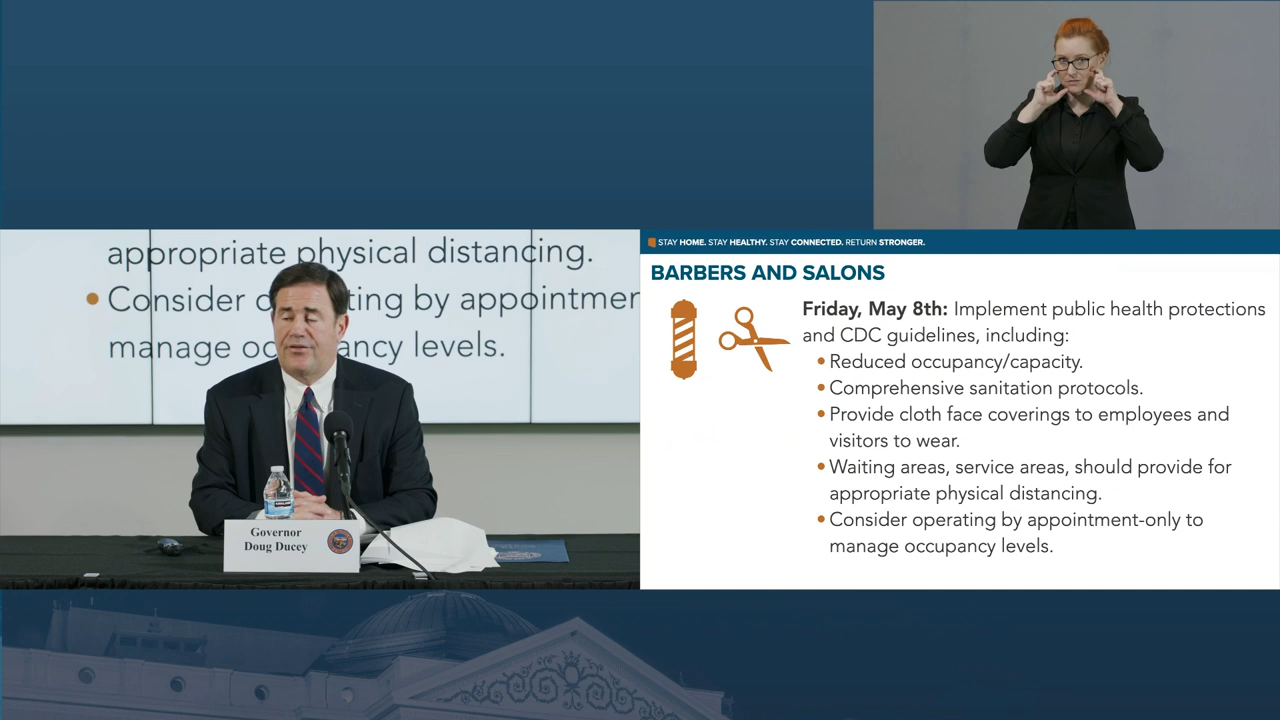 appropriate physical distancing.
Consider ting by appointmen
manage oc ancy levels.
Governor
Doug Ducey
STAY HOME. STAY HEALTHY. STAY CONNECTED. RETURN STRONGER.
BARBERS AND SALONS
Friday, May 8th: Implement public health protections
and CDC guidelines, including:
• Reduced occupancy/capacity.
• Comprehensive sanitation protocols.
• Provide cloth face coverings to employees and
visitors to wear.
• Waiting areas, service areas, should provide for
appropriate physical distancing.
• Consider operating by appointment-only to
manage occupancy levels.